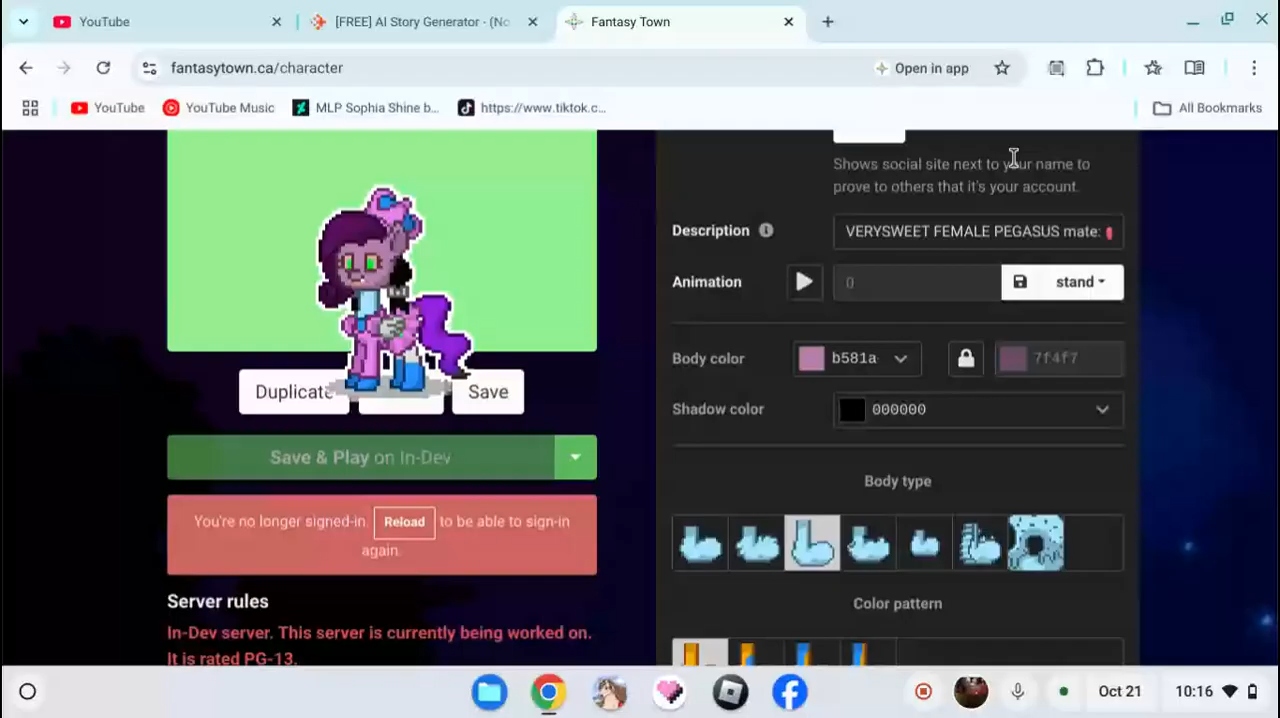 YouTube
[FREE] AI Story Generator - (No
Fantasy Town
fantasytown.ca/character
Open in app
YouTube
YouTube Music
MLP Sophia Shine b...
https://www.tiktok.c...
All Bookmarks
Shows social site next to your name to
prove to others that it's your account.
Description
VERYSWEET FEMALE PEGASUS mate:
Animation
0
stand
Body color
b581a
7f4f7
Shadow color
000000
Body type
Color pattern
Duplicate
Save
Save & Play on In-Dev
You're no longer signed-in. Reload to be able to sign-in
again.
Server rules
In-Dev server. This server is currently being worked on.
It is rated PG-13.
Oct 21
10:16